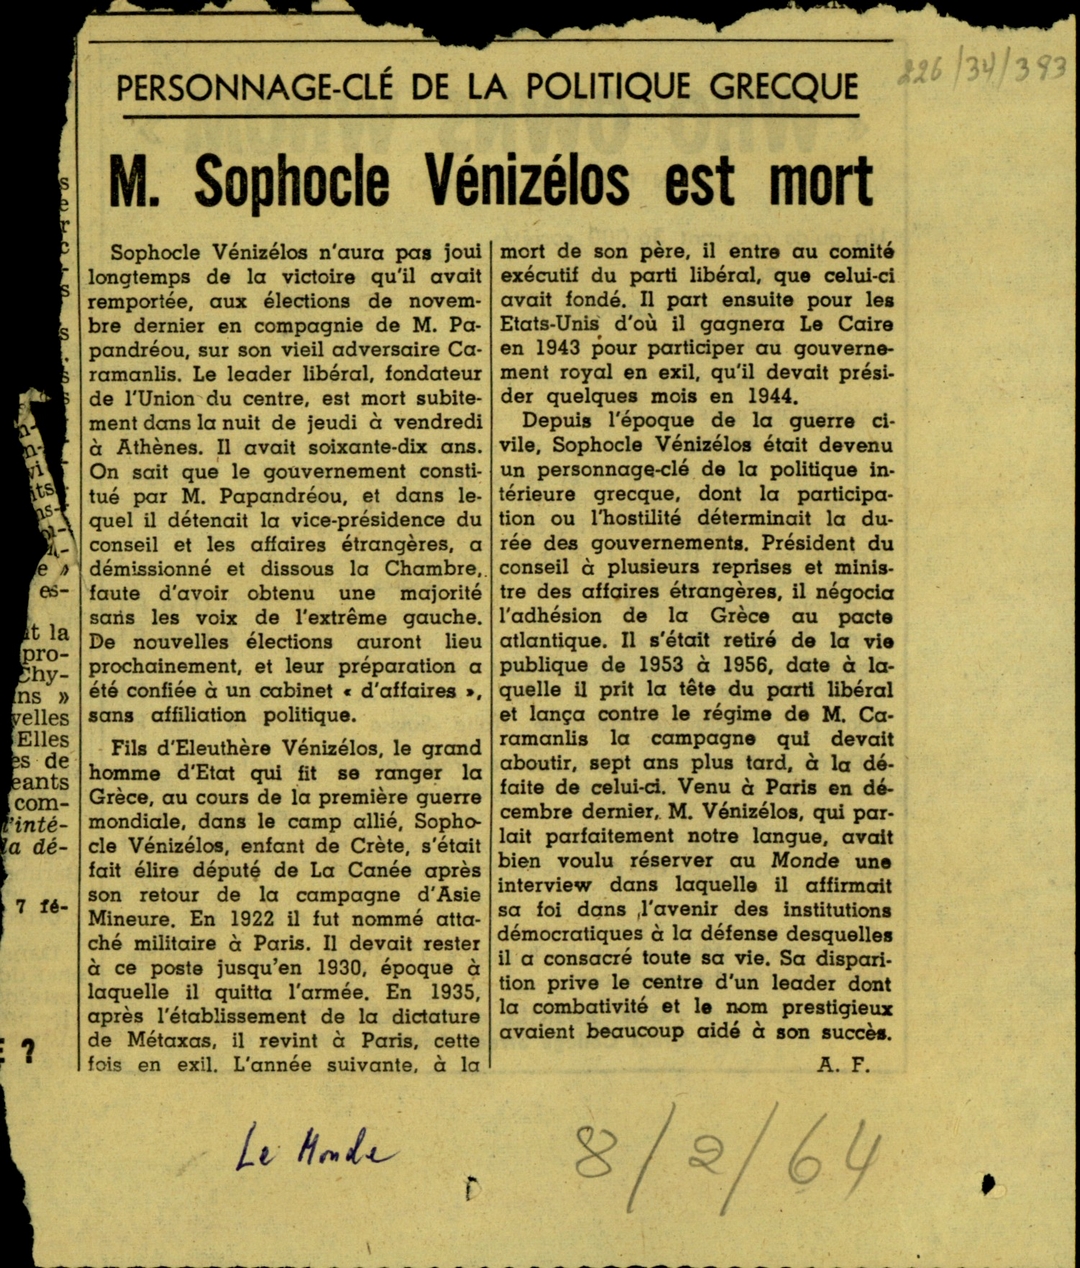 226/34/393
PERSONNAGE-CLÉ DE LA POLITIQUE GRECQUE
M. Sophocle Vénizélos est mort
Sophocle Vénizélos n'aura pas joui
longtemps de la victoire qu'il avait
remportée, aux élections de novem-
bre dernier en compagnie de M. Pa-
pandréou, sur son vieil adversaire Ca-
ramanlis. Le leader libéral, fondateur
de l'Union du centre, est mort subite-
ment dans la nuit de jeudi à vendredi
à Athènes. Il avait soixante-dix ans.
On sait que le gouvernement consti-
tué par M. Papandréou, et dans le-
quel il détenait la vice-présidence du
conseil et les affaires étrangères, a
démissionné et dissous la Chambre,
faute d'avoir obtenu une majorité
sans les voix de l'extrême gauche.
De nouvelles élections auront lieu
prochainement, et leur préparation a
été confiée à un cabinet « d'affaires »,
sans affiliation politique.
Fils d'Eleuthère Vénizélos, le grand
homme d'Etat qui fit se ranger la
Grèce, au cours de la première guerre
mondiale, dans le camp allié, Sopho-
cle Vénizélos, enfant de Crète, s'était
fait élire député de La Canée après
son retour de la campagne d'Asie
Mineure. En 1922 il fut nommé atta-
ché militaire à Paris. Il devait rester
à ce poste jusqu'en 1930, époque à
laquelle il quitta l'armée. En 1935,
après l'établissement de la dictature
de Métaxas, il revint à Paris, cette
fois en exil. L'année suivante, à la
mort de son père, il entre au comité
exécutif du parti libéral, que celui-ci
avait fondé. Il part ensuite pour les
Etats-Unis d'où il gagnera Le Caire
en 1943 pour participer au gouverne-
ment royal en exil, qu'il devait prési-
der quelques mois en 1944.
Depuis l'époque de la guerre ci-
vile, Sophocle Vénizélos était devenu
un personnage-clé de la politique in-
térieure grecque, dont la participa-
tion ou l'hostilité déterminait la du-
rée des gouvernements. Président du
conseil à plusieurs reprises et minis-
tre des affaires étrangères, il négocia
l'adhésion de la Grèce au pacte
atlantique. Il s'était retiré de la vie
publique de 1953 à 1956, date à la-
quelle il prit la tête du parti libéral
et lança contre le régime de M. Ca-
ramanlis la campagne qui devait
aboutir, sept ans plus tard, à la dé-
faite de celui-ci. Venu à Paris en dé-
cembre dernier, M. Vénizélos, qui par-
lait parfaitement notre langue, avait
bien voulu réserver au Monde une
interview dans laquelle il affirmait
sa foi dans l'avenir des institutions
démocratiques à la défense desquelles
il a consacré toute sa vie. Sa dispari-
tion prive le centre d'un leader dont
la combativité et le nom prestigieux
avaient beaucoup aidé à son succès.
A. F.
e »
es-
t la
pro-
Chy-
ns »
velles
Elles
es de
eants
com-
l'inté-
la dé-
7 fé-
?
Le Monde
8/2/64